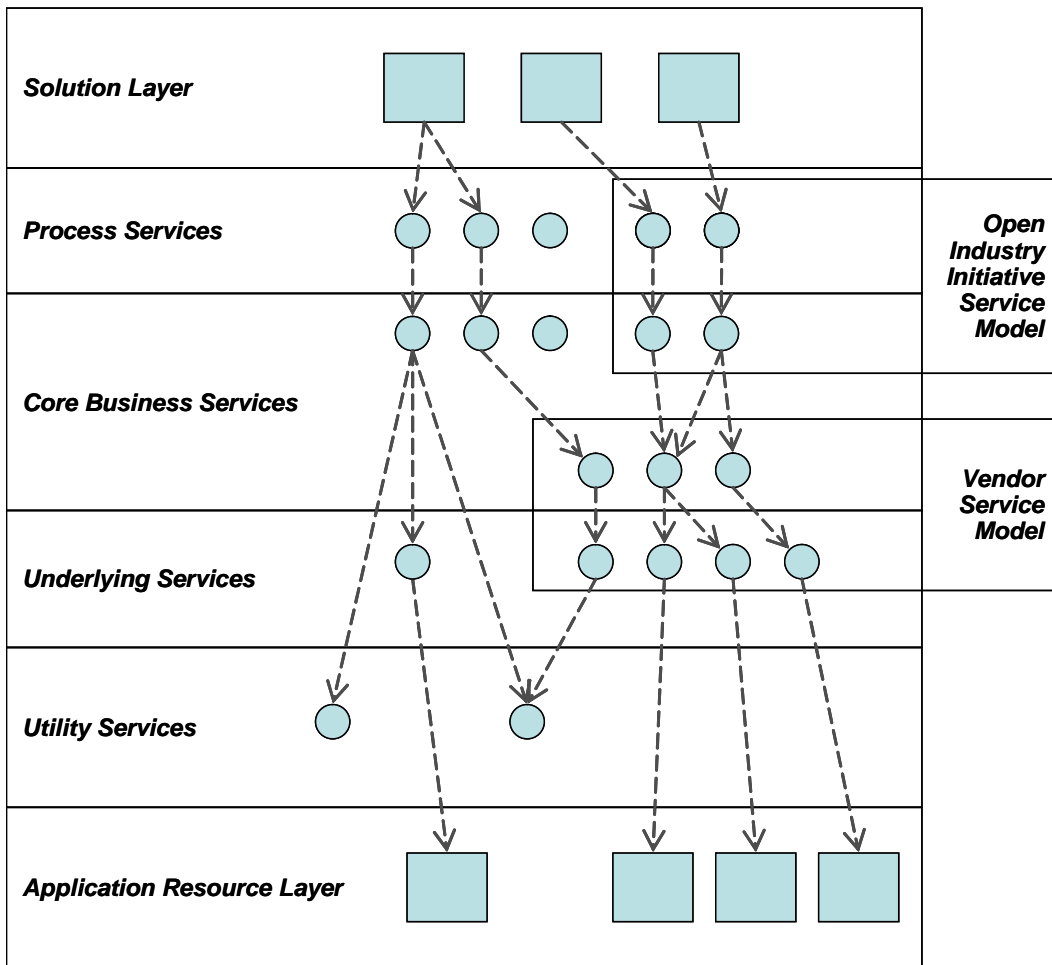 Solution Layer
Process Services
Open
Industry
Initiative
Service
Model
Core Business Services
Vendor
Service
Model
Underlying Services
Utility Services
Application Resource Layer